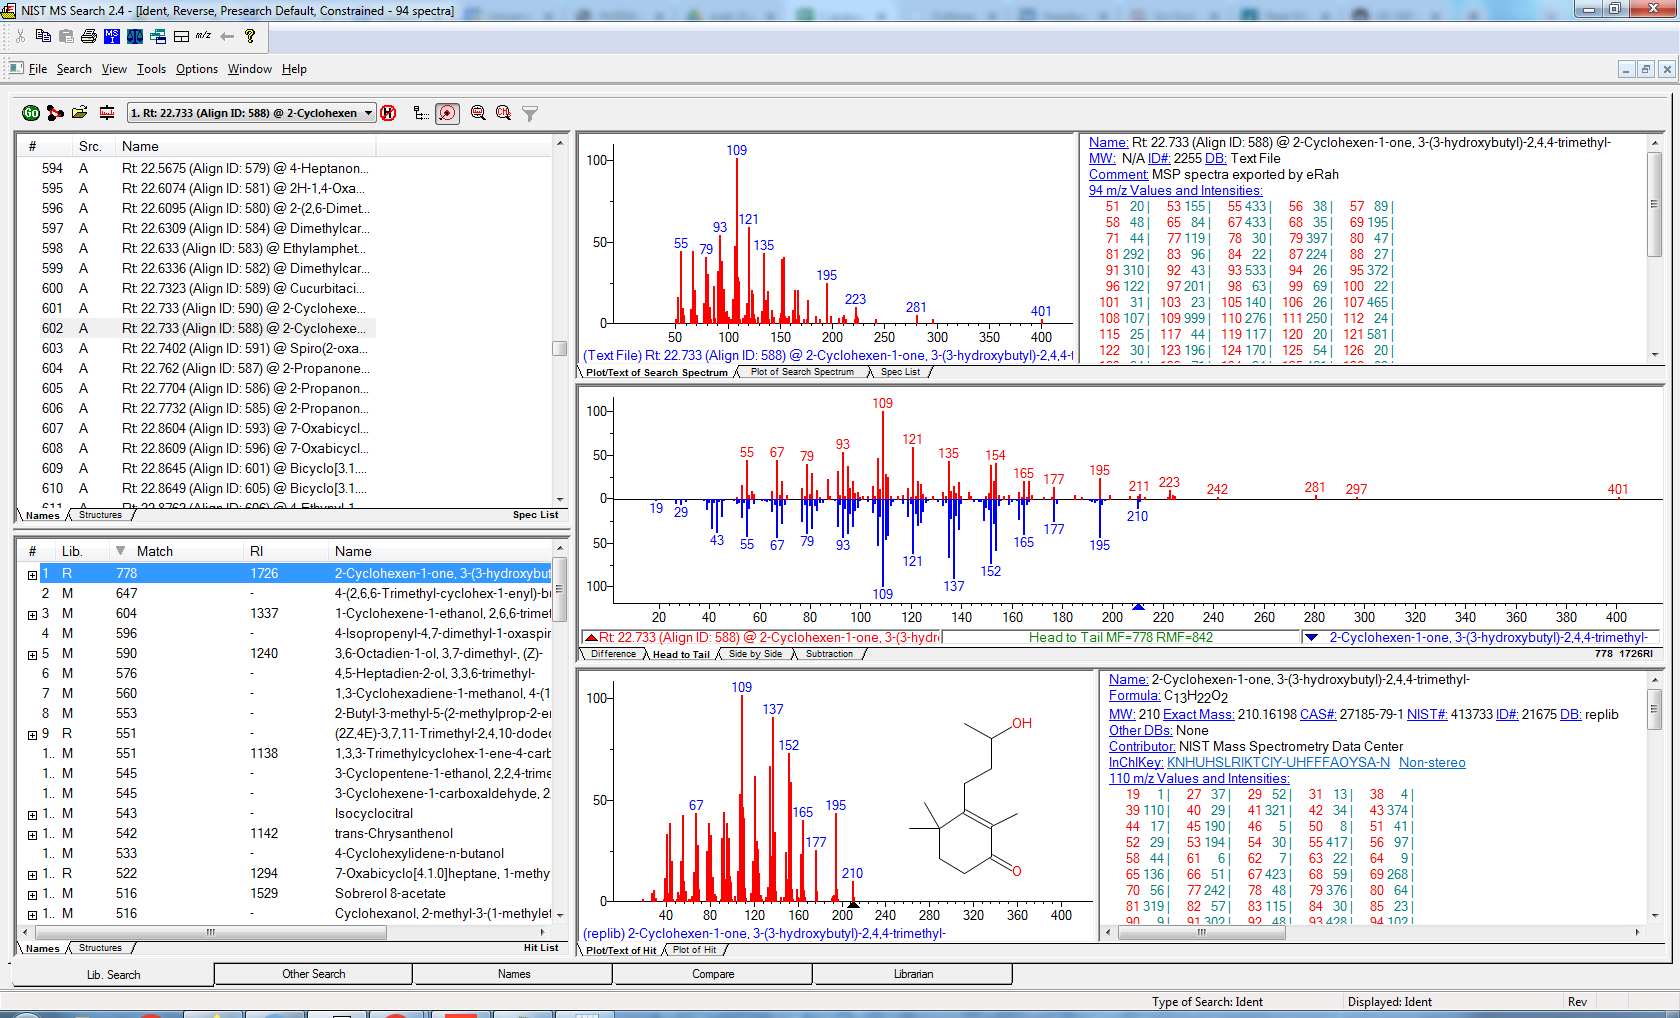 NIST MS Search 2.4 - [Ident, Reverse, Presearch Default, Constrained - 94 spectra]
File Search View Tools Options Window Help
1. Rt: 22.733 (Align ID: 588) @ 2-Cyclohexen
# Src. Name
594 A Rt: 22.5675 (Align ID: 579) @ 4-Heptanon...
595 A Rt: 22.6074 (Align ID: 581) @ 2H-1,4-Oxa...
596 A Rt: 22.6095 (Align ID: 580) @ 2-(2,6-Dimet...
597 A Rt: 22.6309 (Align ID: 584) @ Dimethylcar...
598 A Rt: 22.633 (Align ID: 583) @ Ethylamphet...
599 A Rt: 22.6336 (Align ID: 582) @ Dimethylcar...
600 A Rt: 22.7323 (Align ID: 589) @ Cucurbitaci...
601 A Rt: 22.733 (Align ID: 590) @ 2-Cyclohexe...
602 A Rt: 22.733 (Align ID: 588) @ 2-Cyclohexe...
603 A Rt: 22.7402 (Align ID: 591) @ Spiro(2-oxa...
604 A Rt: 22.762 (Align ID: 587) @ 2-Propanone...
605 A Rt: 22.7704 (Align ID: 586) @ 2-Propanon...
606 A Rt: 22.7732 (Align ID: 585) @ 2-Propanon...
607 A Rt: 22.8604 (Align ID: 593) @ 7-Oxabicycl...
608 A Rt: 22.8609 (Align ID: 596) @ 7-Oxabicycl...
609 A Rt: 22.8645 (Align ID: 601) @ Bicyclo[3.1....
610 A Rt: 22.8649 (Align ID: 605) @ Bicyclo[3.1....
Names Structures Spec List
100 50 0
109 121 93 135 55 79 195 223 281 401
50 100 150 200 250 300 350 400
(Text File) Rt: 22.733 (Align ID: 588) @ 2-Cyclohexen-1-one, 3-(3-hydroxybutyl)-2,4,4-t
Plot/Text of Search Spectrum Plot of Search Spectrum Spec List
Name: Rt: 22.733 (Align ID: 588) @ 2-Cyclohexen-1-one, 3-(3-hydroxybutyl)-2,4,4-trimethyl-
MW: N/A ID#: 2255 DB: Text File
Comment: MSP spectra exported by eRah
94 m/z Values and Intensities:
51 20 | 53 155 | 55 433 | 56 38 | 57 89 |
58 48 | 65 84 | 67 433 | 68 35 | 69 195 |
71 44 | 77 119 | 78 30 | 79 397 | 80 47 |
81 292 | 83 96 | 84 22 | 87 224 | 88 27 |
91 310 | 92 43 | 93 533 | 94 26 | 95 372 |
96 122 | 97 201 | 98 63 | 99 69 | 100 22 |
101 31 | 103 23 | 105 140 | 106 26 | 107 465 |
108 107 | 109 999 | 110 276 | 111 250 | 112 24 |
115 25 | 117 44 | 119 117 | 120 20 | 121 581 |
122 30 | 123 196 | 124 170 | 125 54 | 126 20 |
100 50 0 50 100
109 121 93 135 154 55 67 79 165 177 195 211 223 242 281 297 401
19 29 43 55 67 79 93 109 121 137 152 165 177 195 210
20 40 60 80 100 120 140 160 180 200 220 240 260 280 300 320 340 360 380 400
Rt: 22.733 (Align ID: 588) @ 2-Cyclohexen-1-one, 3-(3-hydr Head to Tail MF=778 RMF=842 2-Cyclohexen-1-one, 3-(3-hydroxybutyl)-2,4,4-trimethyl-
Difference Head to Tail Side by Side Subtraction 778 1726RI
# Lib. Match RI Name
1 R 778 1726 2-Cyclohexen-1-one, 3-(3-hydroxybut
2 M 647 - 4-(2,6,6-Trimethyl-cyclohex-1-enyl)-b
3 M 604 1337 1-Cyclohexene-1-ethanol, 2,6,6-trimet
4 M 596 - 4-Isopropenyl-4,7-dimethyl-1-oxaspir
5 M 590 1240 3,6-Octadien-1-ol, 3,7-dimethyl-, (Z)-
6 M 576 - 4,5-Heptadien-2-ol, 3,3,6-trimethyl-
7 M 560 - 1,3-Cyclohexadiene-1-methanol, 4-(1
8 M 553 - 2-Butyl-3-methyl-5-(2-methylprop-2-e
9 R 551 - (2Z,4E)-3,7,11-Trimethyl-2,4,10-dodec
1.. M 551 1138 1,3,3-Trimethylcyclohex-1-ene-4-carb
1.. M 545 - 3-Cyclopentene-1-ethanol, 2,2,4-trime
1.. M 545 - 3-Cyclohexene-1-carboxaldehyde, 2
1.. M 543 - Isocyclocitral
1.. M 542 1142 trans-Chrysanthenol
1.. M 533 - 4-Cyclohexylidene-n-butanol
1.. R 522 1294 7-Oxabicyclo[4.1.0]heptane, 1-methy
1.. M 516 1529 Sobrerol 8-acetate
1.. M 516 - Cyclohexanol, 2-methyl-3-(1-methylet
Names Structures Hit List
100 50 0
109 137 152 67 165 195 177 210
OH
O
40 80 120 160 200 240 280 320 360 400
(replib) 2-Cyclohexen-1-one, 3-(3-hydroxybutyl)-2,4,4-trimethyl-
Plot/Text of Hit Plot of Hit
Name: 2-Cyclohexen-1-one, 3-(3-hydroxybutyl)-2,4,4-trimethyl-
Formula: C13H22O2
MW: 210 Exact Mass: 210.16198 CAS#: 27185-79-1 NIST#: 413733 ID#: 21675 DB: replib
Other DBs: None
Contributor: NIST Mass Spectrometry Data Center
InChIKey: KNHUHSLRIKTCIY-UHFFFAOYSA-N Non-stereo
110 m/z Values and Intensities:
19 1 | 27 37 | 29 52 | 31 13 | 38 4 |
39 110 | 40 29 | 41 321 | 42 34 | 43 374 |
44 17 | 45 190 | 46 5 | 50 8 | 51 41 |
52 29 | 53 194 | 54 30 | 55 417 | 56 97 |
58 44 | 61 6 | 62 7 | 63 22 | 64 9 |
65 136 | 66 51 | 67 423 | 68 59 | 69 268 |
70 56 | 77 242 | 78 48 | 79 376 | 80 64 |
81 319 | 82 57 | 83 115 | 84 30 | 85 23 |
90 9 | 91 302 | 92 48 | 93 428 | 94 102 |
Lib. Search Other Search Names Compare Librarian
Type of Search: Ident Displayed: Ident Rev